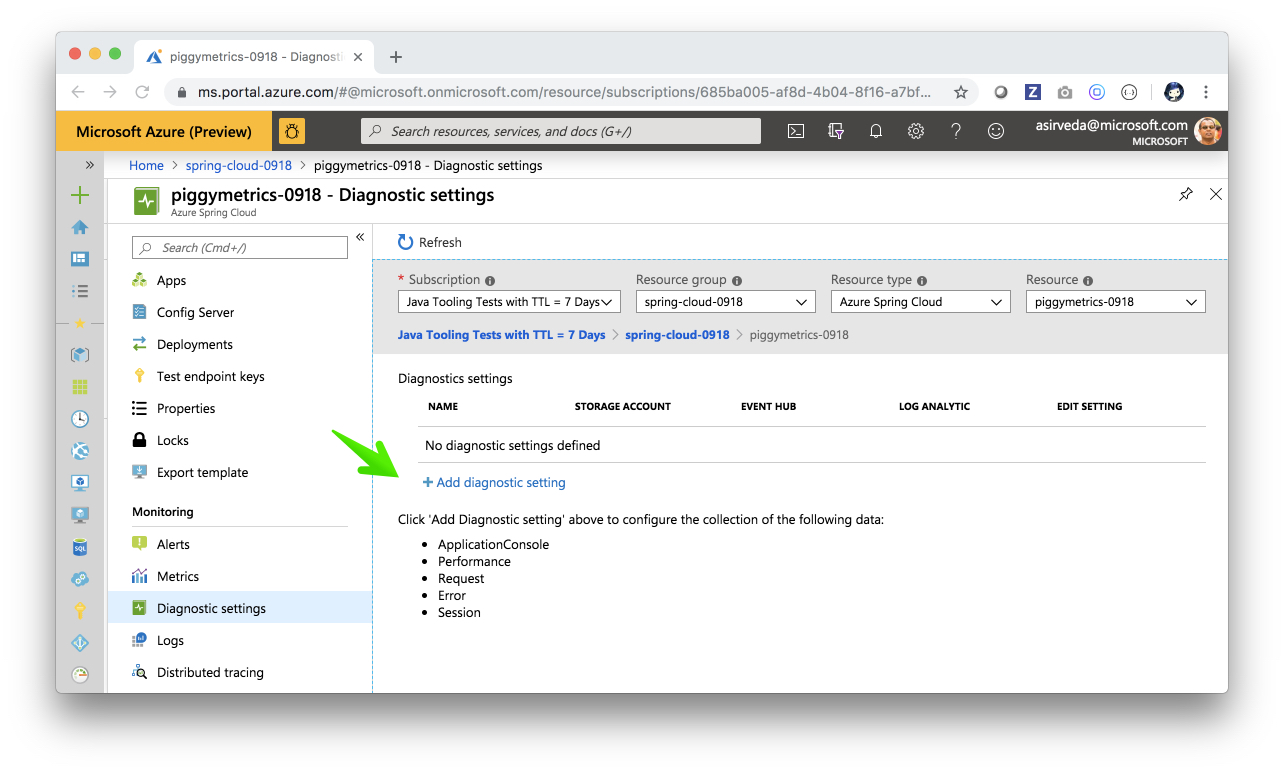 piggymetrics-0918 - Diagnosti
ms.portal.azure.com/#@microsoft.onmicrosoft.com/resource/subscriptions/685ba005-af8d-4b04-8f16-a7bf...
Microsoft Azure (Preview)
Search resources, services, and docs (G+/)
asirveda@microsoft.com
MICROSOFT
Home > spring-cloud-0918 > piggymetrics-0918 - Diagnostic settings
piggymetrics-0918 - Diagnostic settings
Azure Spring Cloud
Search (Cmd+/)
Apps
Config Server
Deployments
Test endpoint keys
Properties
Locks
Export template
Monitoring
Alerts
Metrics
Diagnostic settings
Logs
Distributed tracing
Refresh
* Subscription Resource group Resource type Resource
Java Tooling Tests with TTL = 7 Days spring-cloud-0918 Azure Spring Cloud piggymetrics-0918
Java Tooling Tests with TTL = 7 Days > spring-cloud-0918 > piggymetrics-0918
Diagnostics settings
NAME STORAGE ACCOUNT EVENT HUB LOG ANALYTIC EDIT SETTING
No diagnostic settings defined
+ Add diagnostic setting
Click 'Add Diagnostic setting' above to configure the collection of the following data:
• ApplicationConsole
• Performance
• Request
• Error
• Session